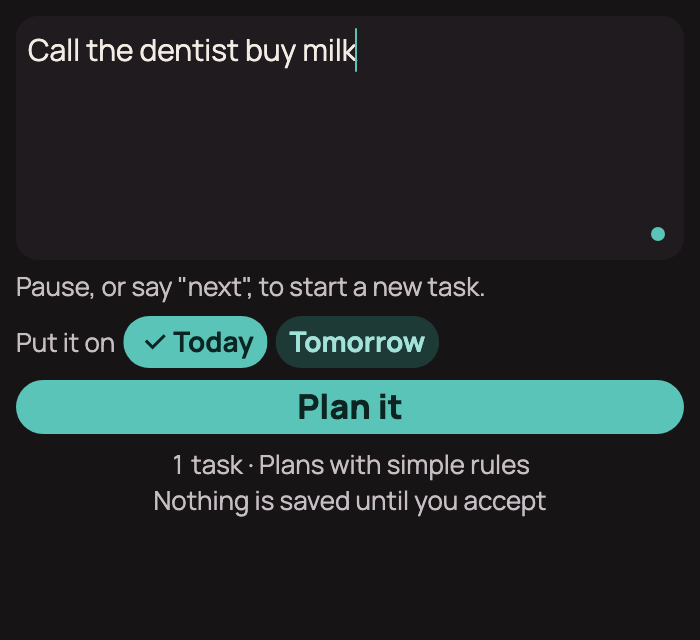 Call the dentist buy milk
Pause, or say "next", to start a new task.
Put it on ✓ Today Tomorrow
Plan it
1 task · Plans with simple rules
Nothing is saved until you accept